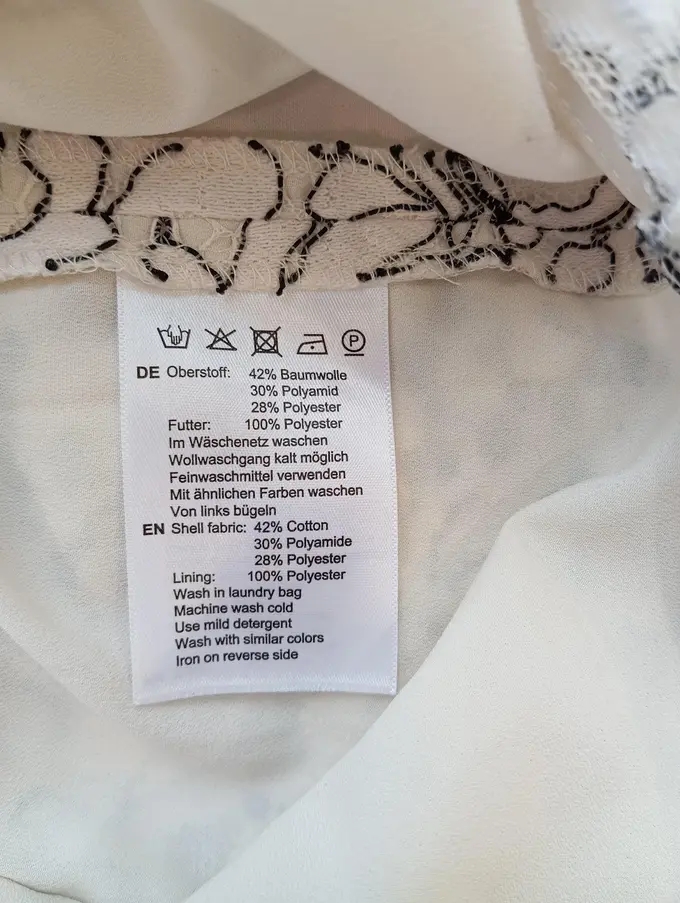 P
DE Oberstoff: 42% Baumwolle
30% Polyamid
28% Polyester
Futter: 100% Polyester
Im Wäschenetz waschen
Wollwaschgang kalt möglich
Feinwaschmittel verwenden
Mit ähnlichen Farben waschen
Von links bügeln
EN Shell fabric: 42% Cotton
30% Polyamide
28% Polyester
Lining: 100% Polyester
Wash in laundry bag
Machine wash cold
Use mild detergent
Wash with similar colors
Iron on reverse side